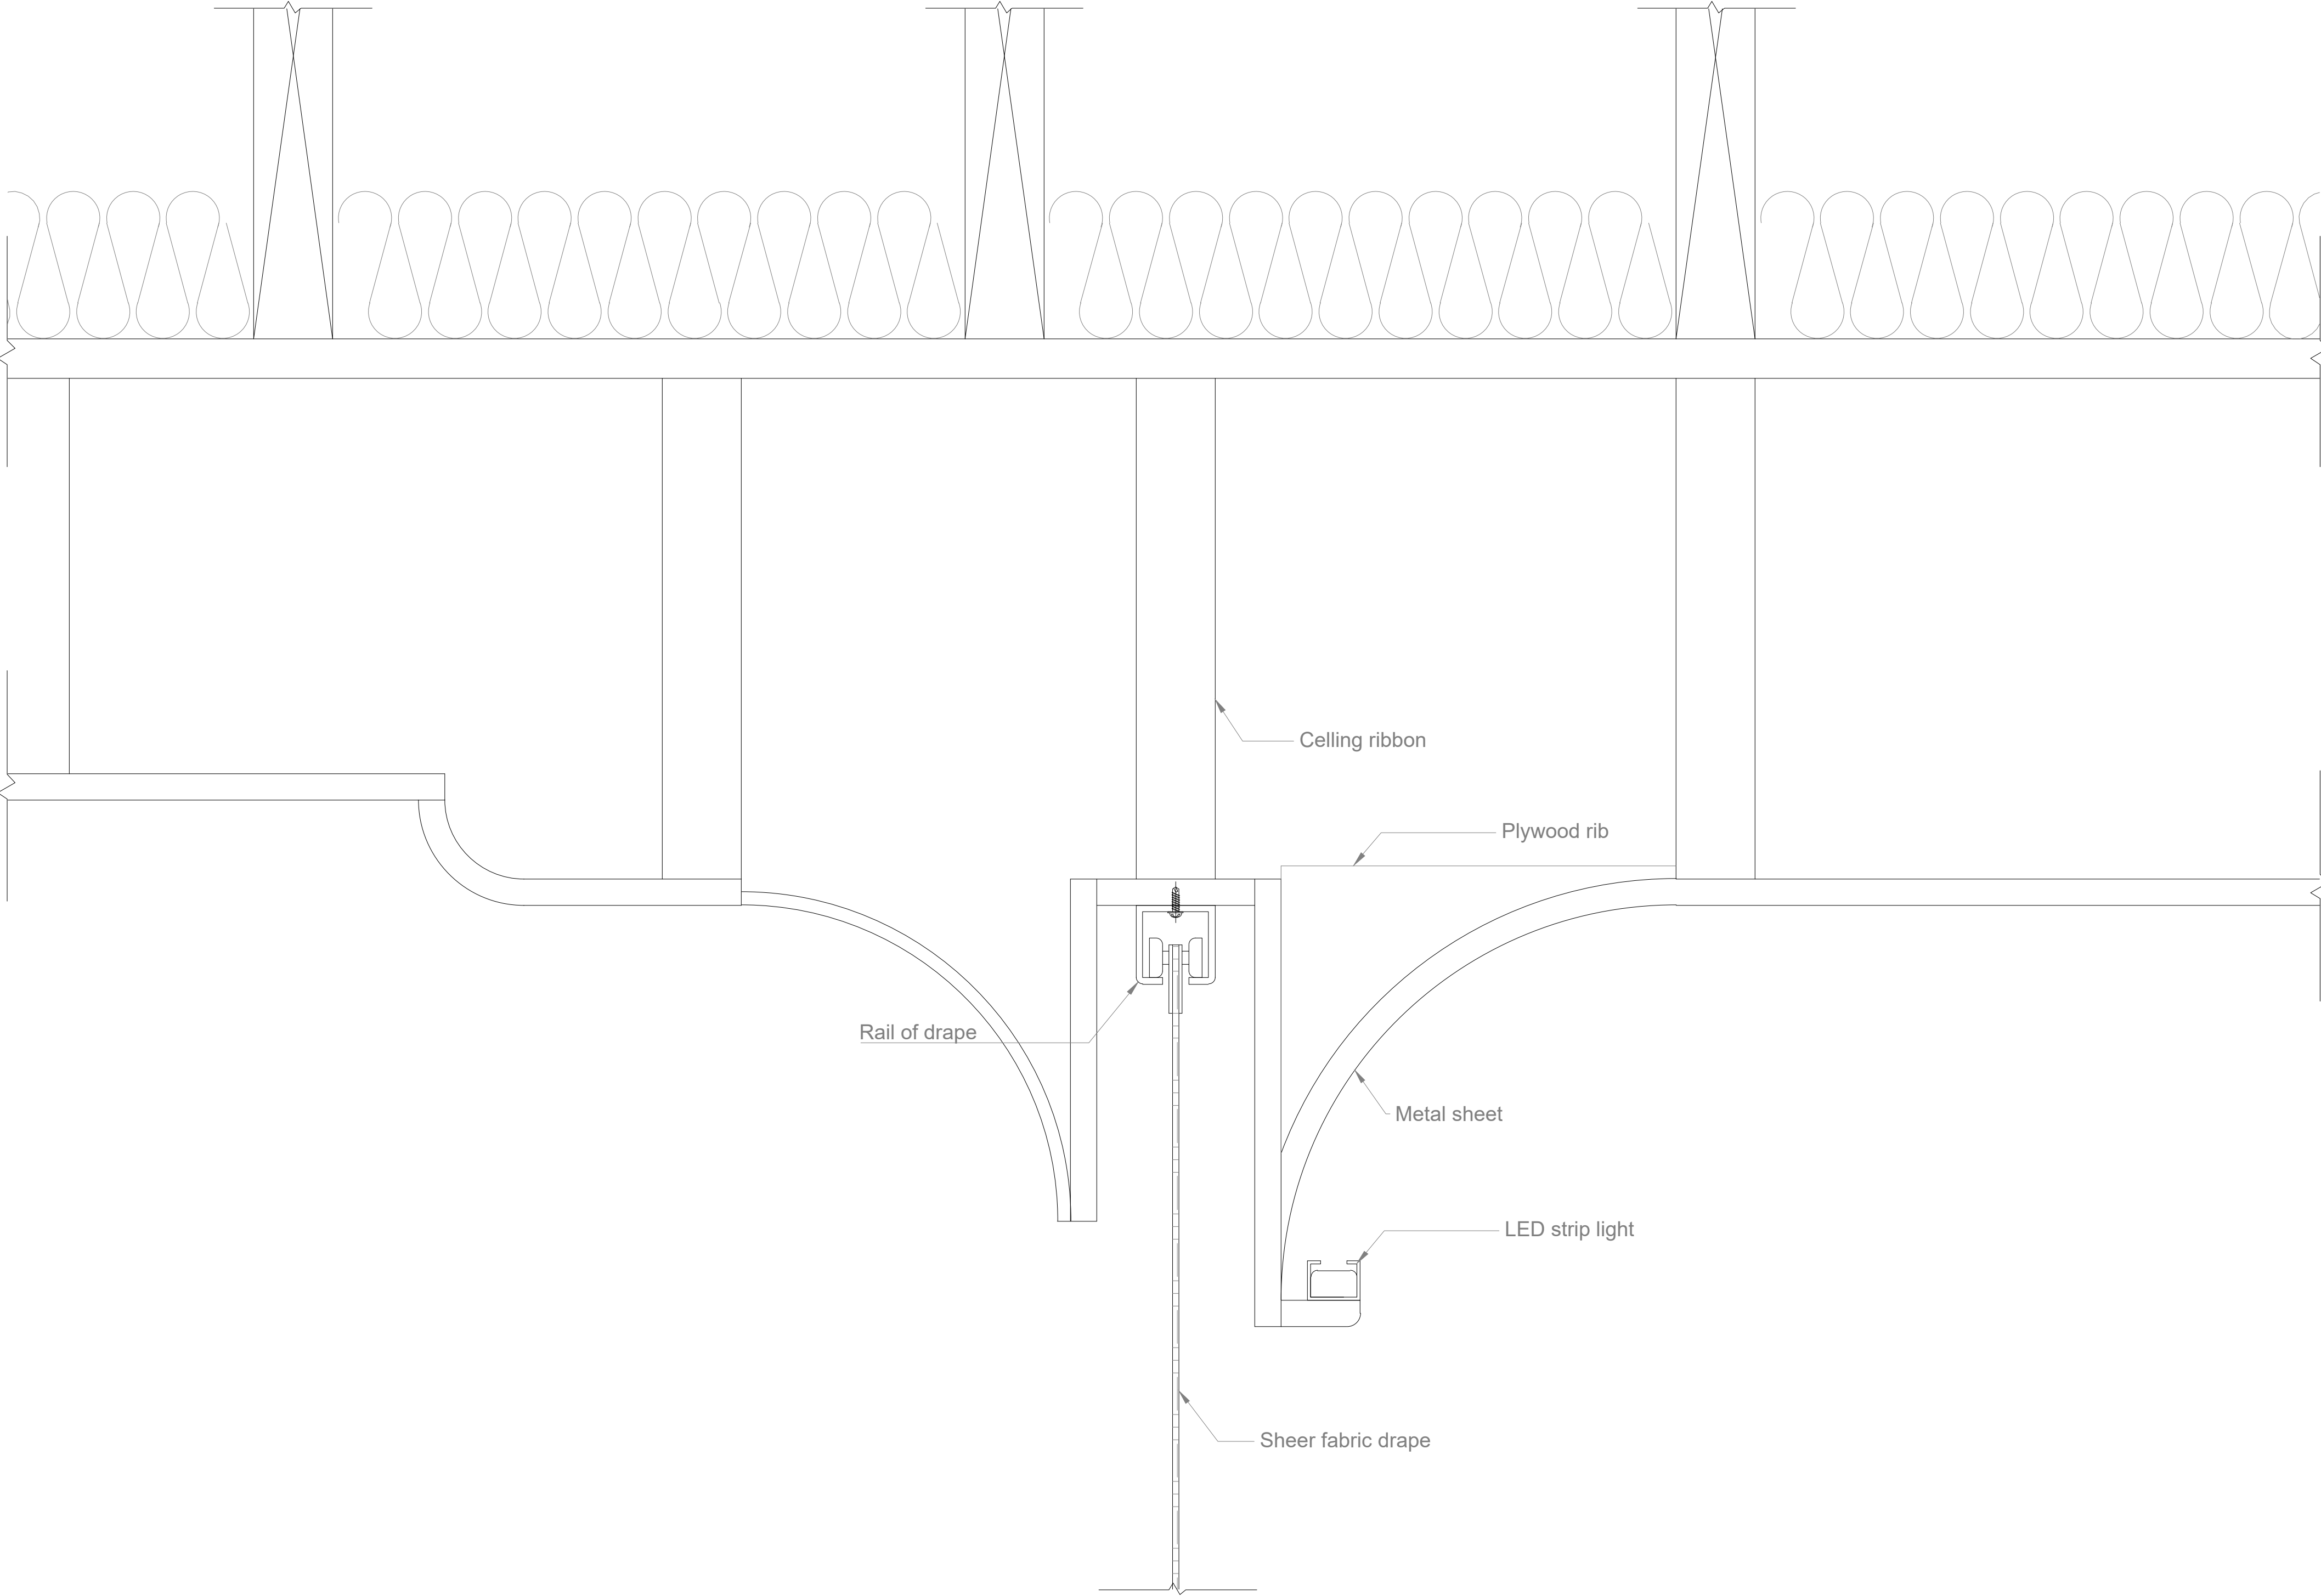 Celling ribbon
Plywood rib
Rail of drape
Metal sheet
LED strip light
Sheer fabric drape